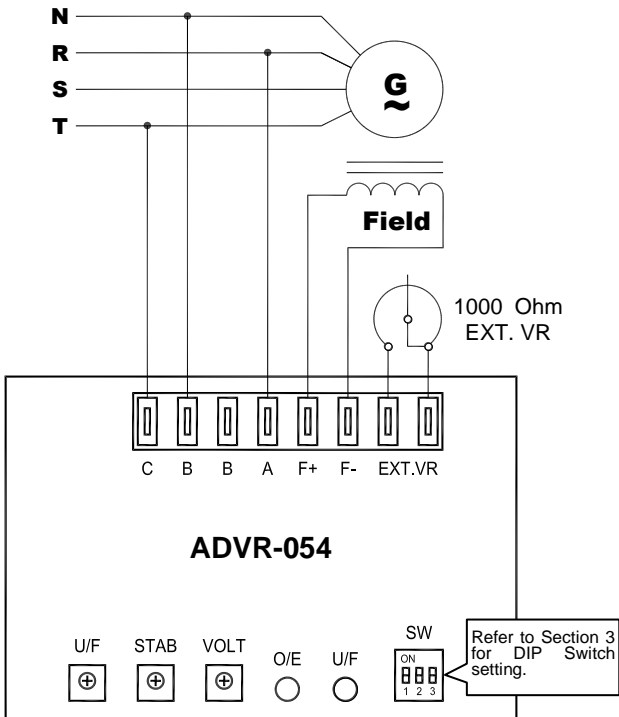 N
R
S
T
G
~
Field
1000 Ohm
EXT. VR
C B B A F+ F- EXT.VR
ADVR-054
U/F STAB VOLT O/E U/F SW
ON
1 2 3
Refer to Section 3
for DIP Switch
setting.